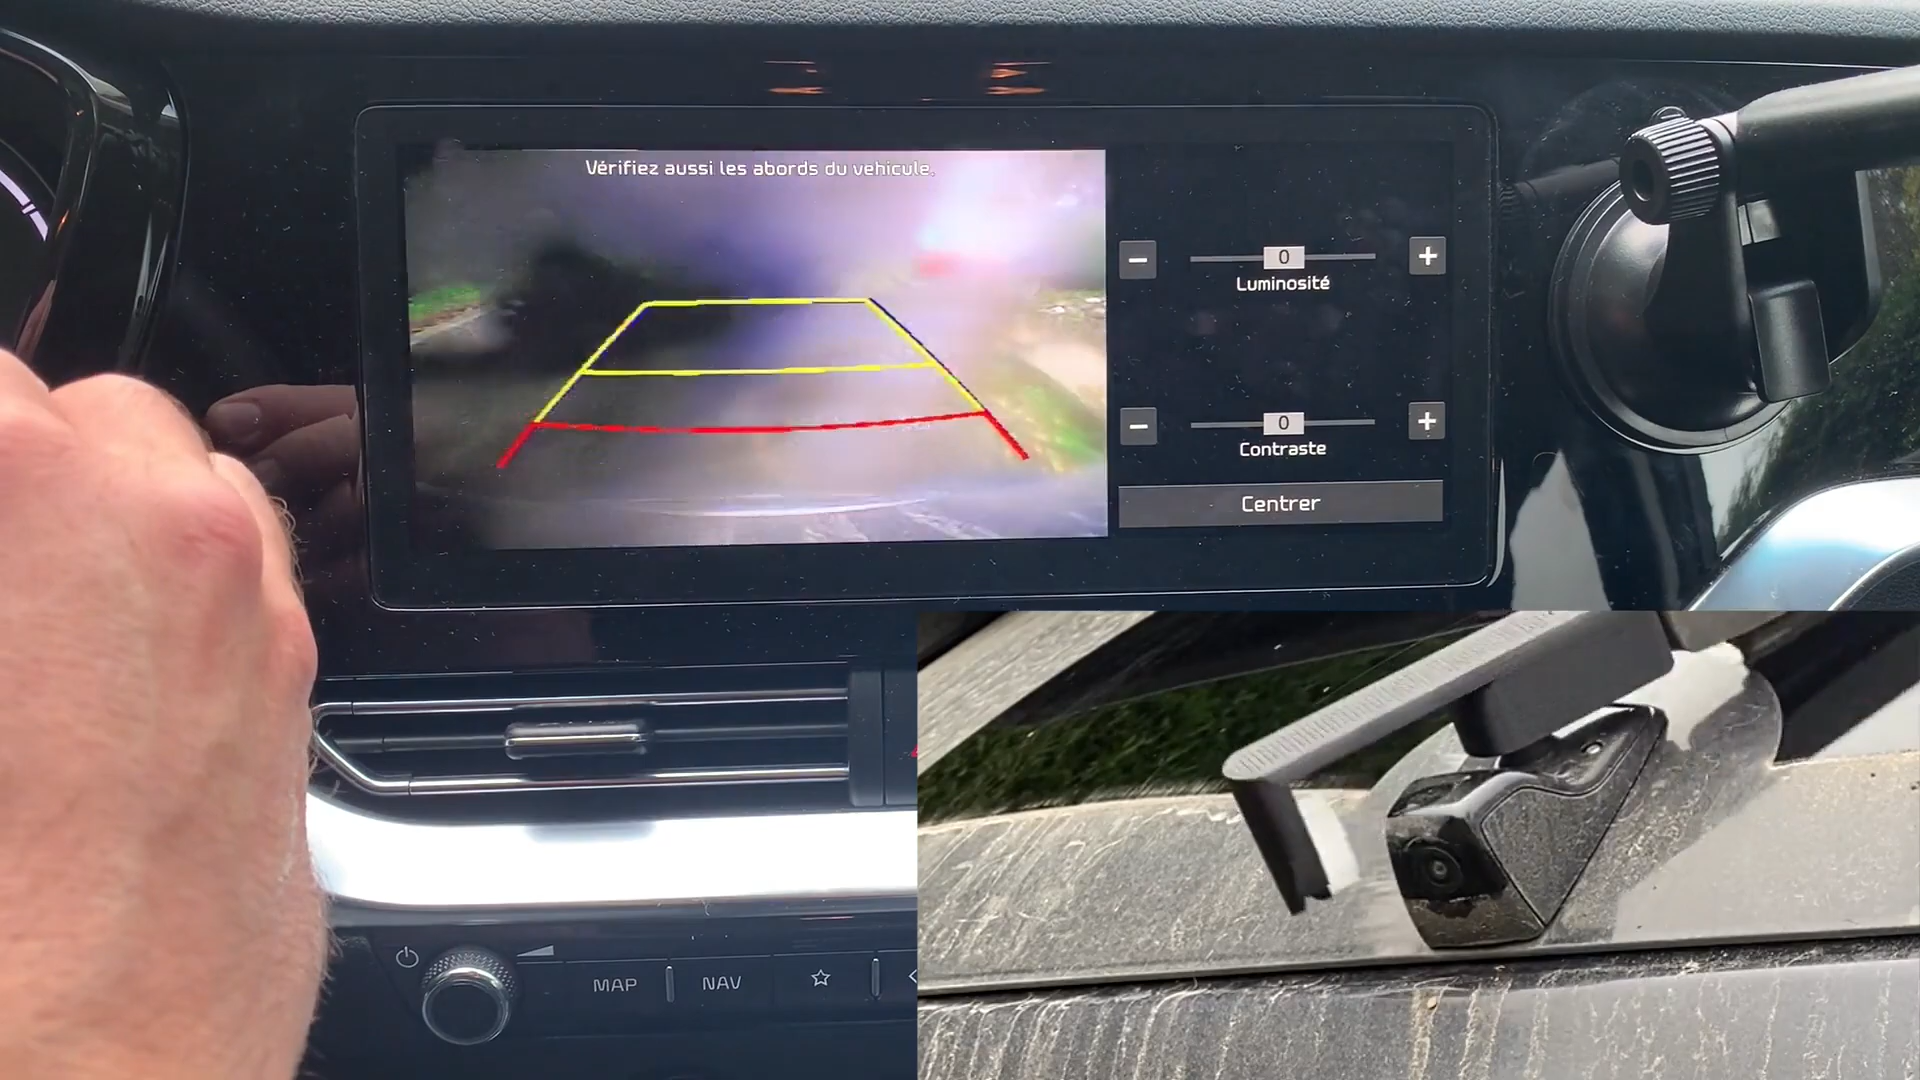 Vérifiez aussi les abords du vehicule.
− 0 +
Luminosité
− 0 +
Contraste
Centrer
MAP
NAV